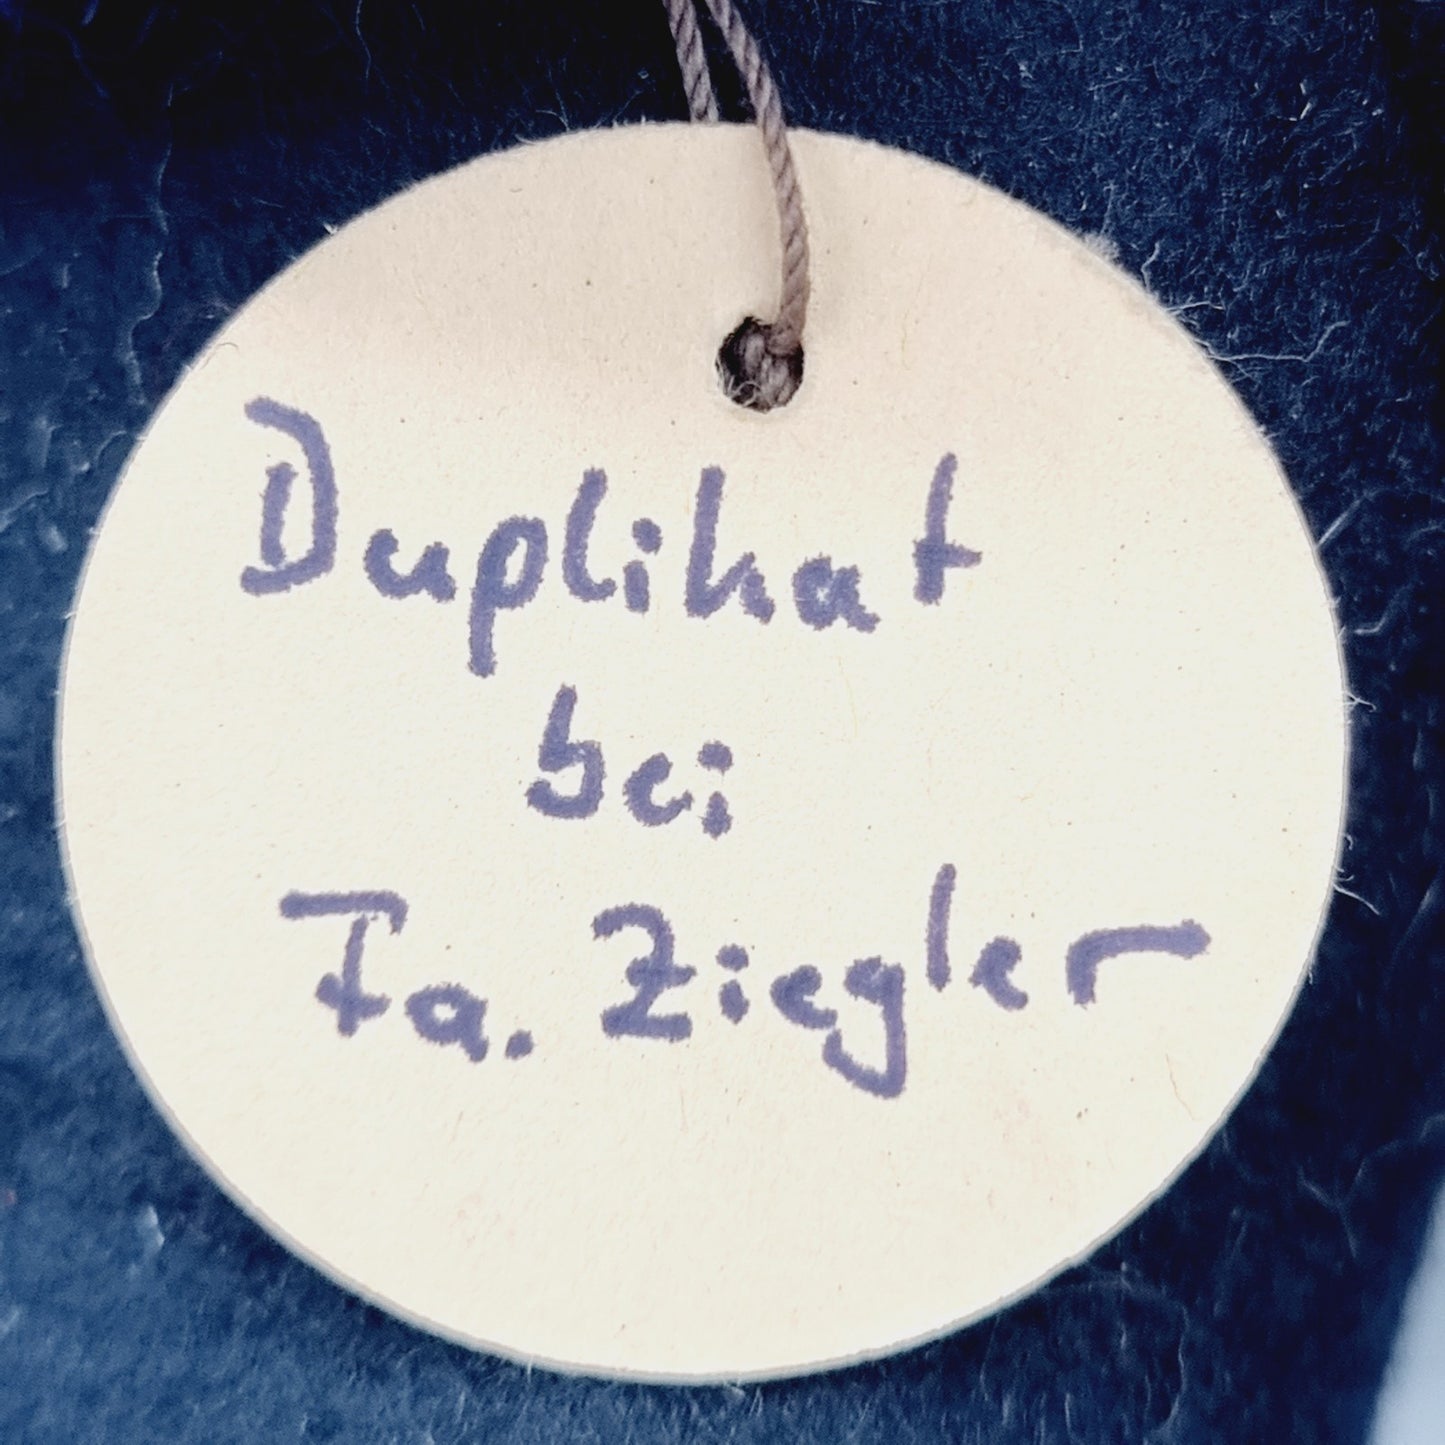 Duplikat
bei
Fa. Ziegler